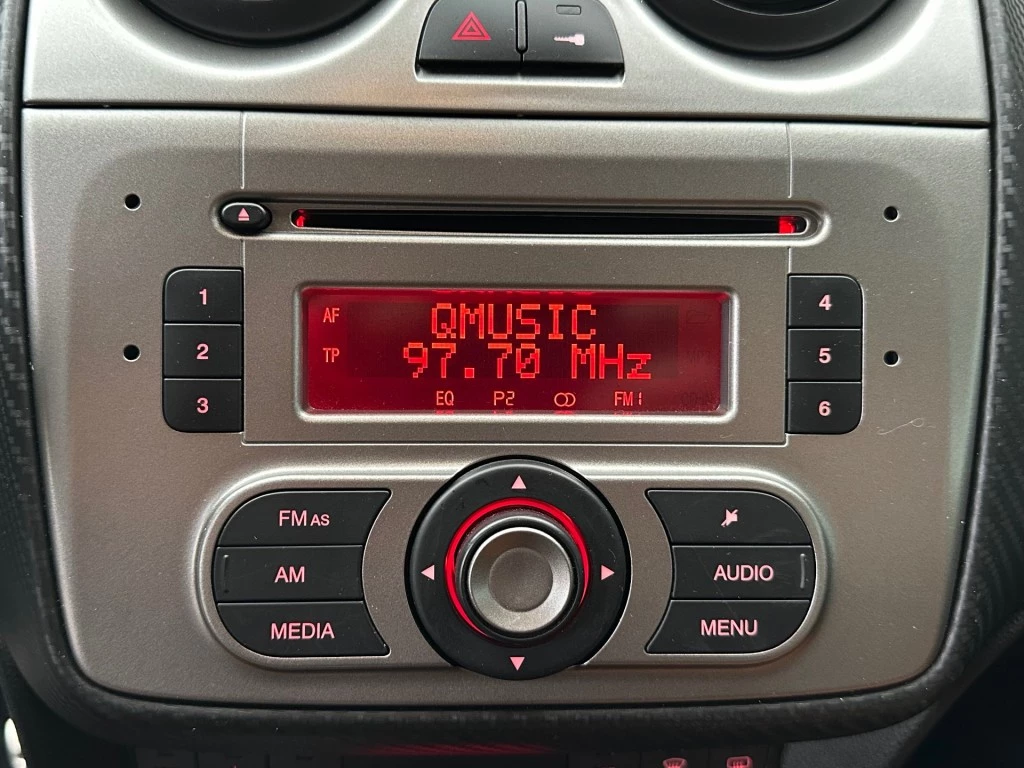 1
2
3
AF
QMUSIC
TP
97.70 MHz
EQ P2 FM1
4
5
6
FM AS
AM
MEDIA
AUDIO
MENU